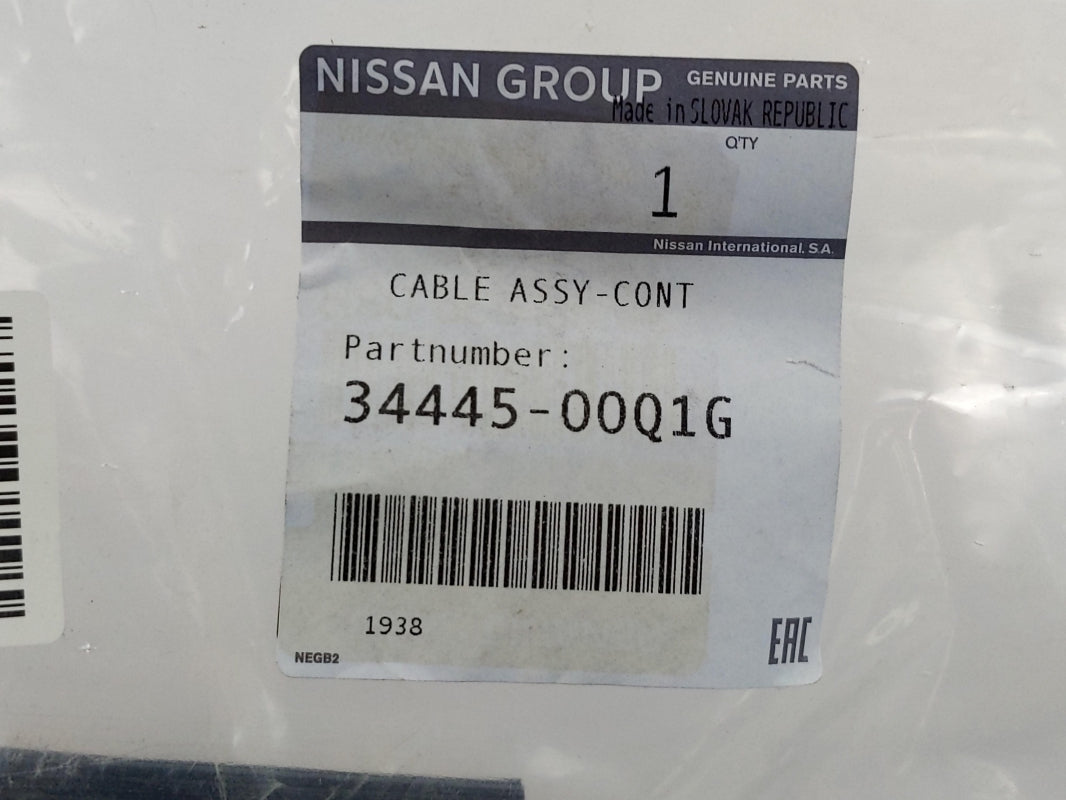 NISSAN GROUP GENUINE PARTS
Made in SLOVAK REPUBLIC
Q'TY
1
Nissan International. S.A.
CABLE ASSY-CONT
Partnumber:
34445-00Q1G
1938
NEGB2
EAC